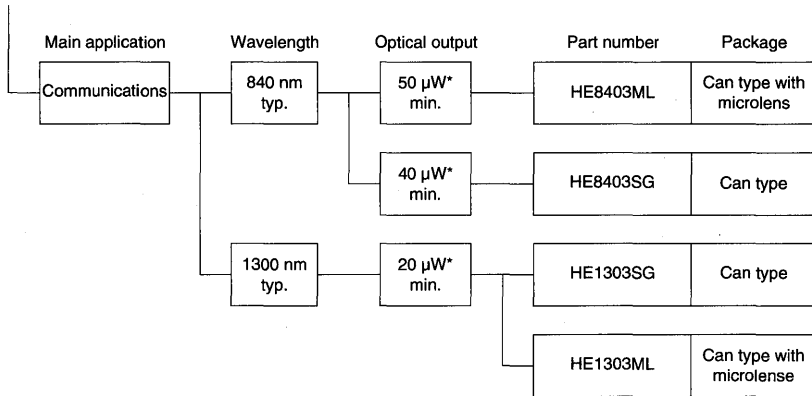 Main application Wavelength Optical output Part number Package
Communications 840 nm typ. 50 µW* min. HE8403ML Can type with microlens
40 µW* min. HE8403SG Can type
1300 nm typ. 20 µW* min. HE1303SG Can type
HE1303ML Can type with microlense